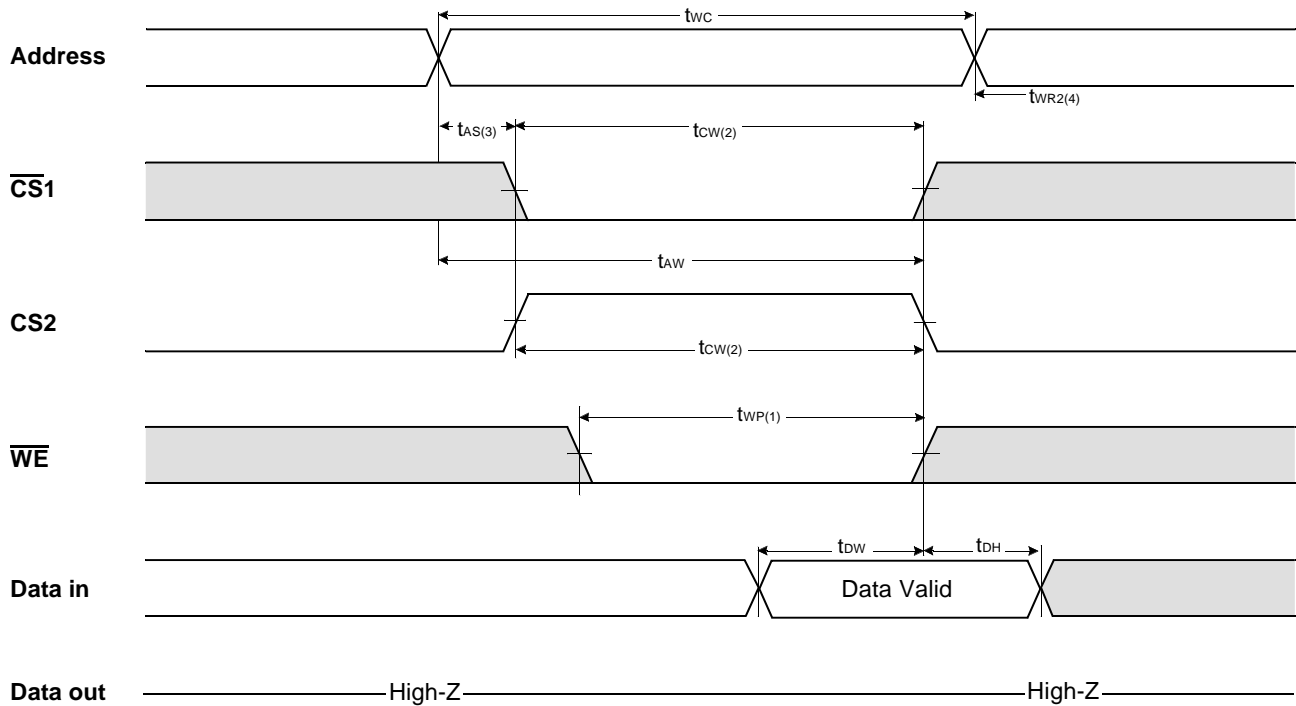 tWC
Address
tWR2(4)
tAS(3)
tCW(2)
CS1
tAW
CS2
tCW(2)
tWP(1)
WE
tDW
tDH
Data in
Data Valid
Data out
High-Z
High-Z